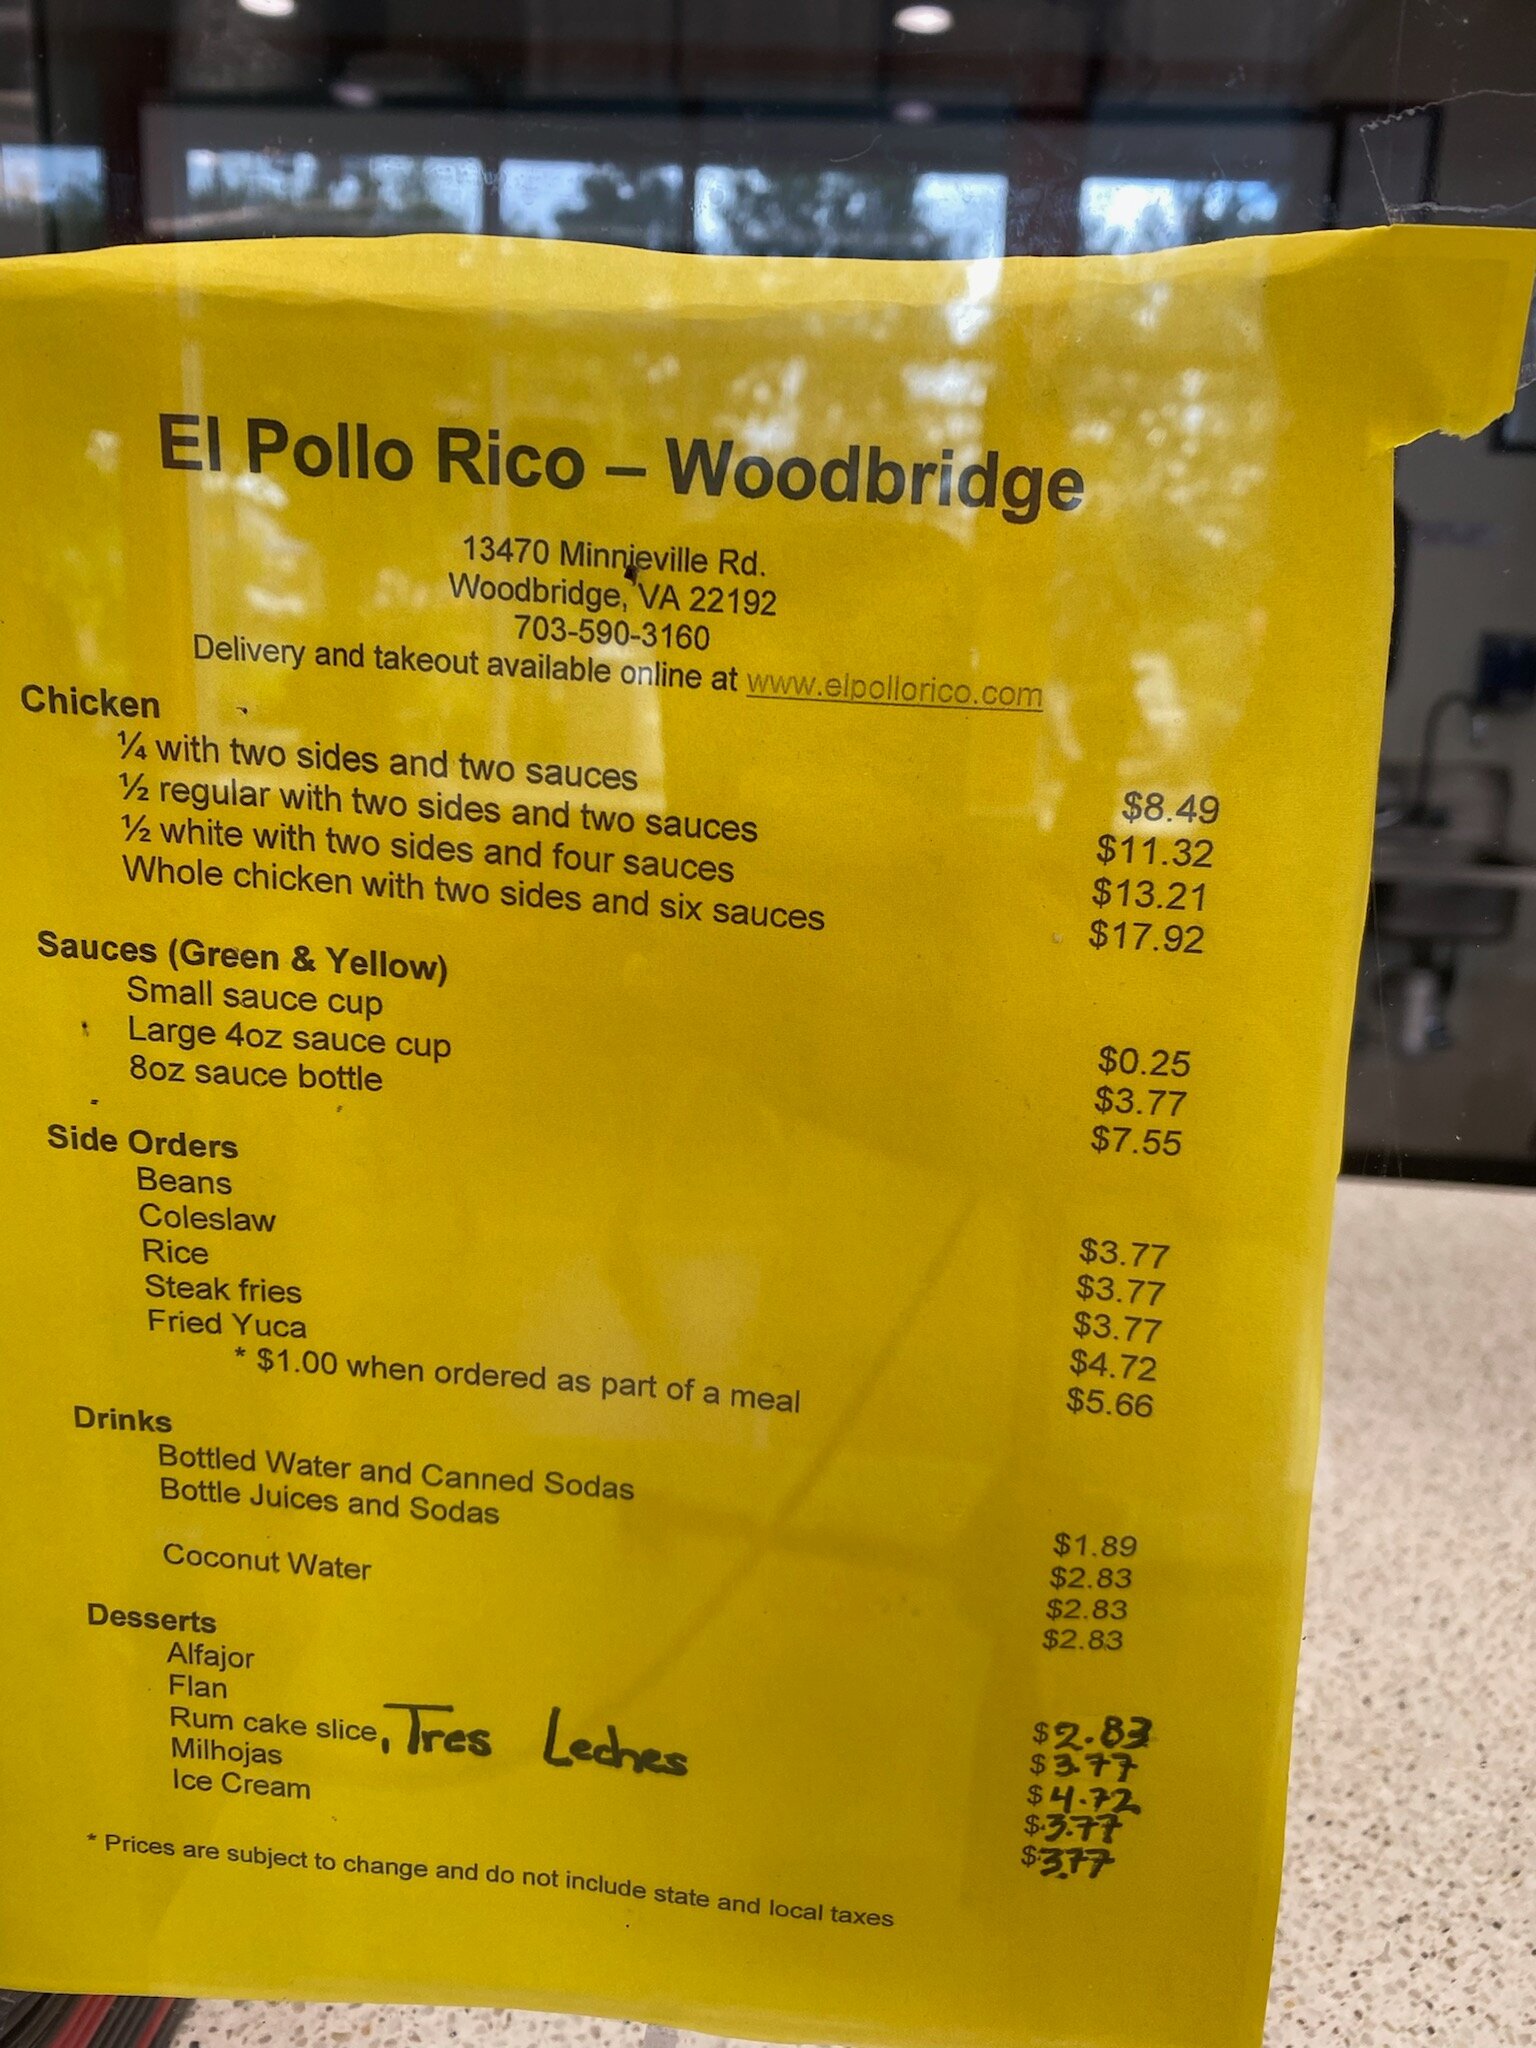 El Pollo Rico – Woodbridge
13470 Minnieville Rd.
Woodbridge, VA 22192
703-590-3160
Delivery and takeout available online at www.elpollorico.com
Chicken
¼ with two sides and two sauces $8.49
½ regular with two sides and two sauces $11.32
½ white with two sides and four sauces $13.21
Whole chicken with two sides and six sauces $17.92
Sauces (Green & Yellow)
Small sauce cup $0.25
Large 4oz sauce cup $3.77
8oz sauce bottle $7.55
Side Orders
Beans $3.77
Coleslaw $3.77
Rice $3.77
Steak fries $4.72
Fried Yuca $5.66
* $1.00 when ordered as part of a meal
Drinks
Bottled Water and Canned Sodas $1.89
Bottle Juices and Sodas $2.83
$2.83
Coconut Water $2.83
Desserts
Alfajor $2.83
Flan $3.77
Rum cake slice, Tres Leches $4.72
Milhojas $3.77
Ice Cream $3.77
* Prices are subject to change and do not include state and local taxes